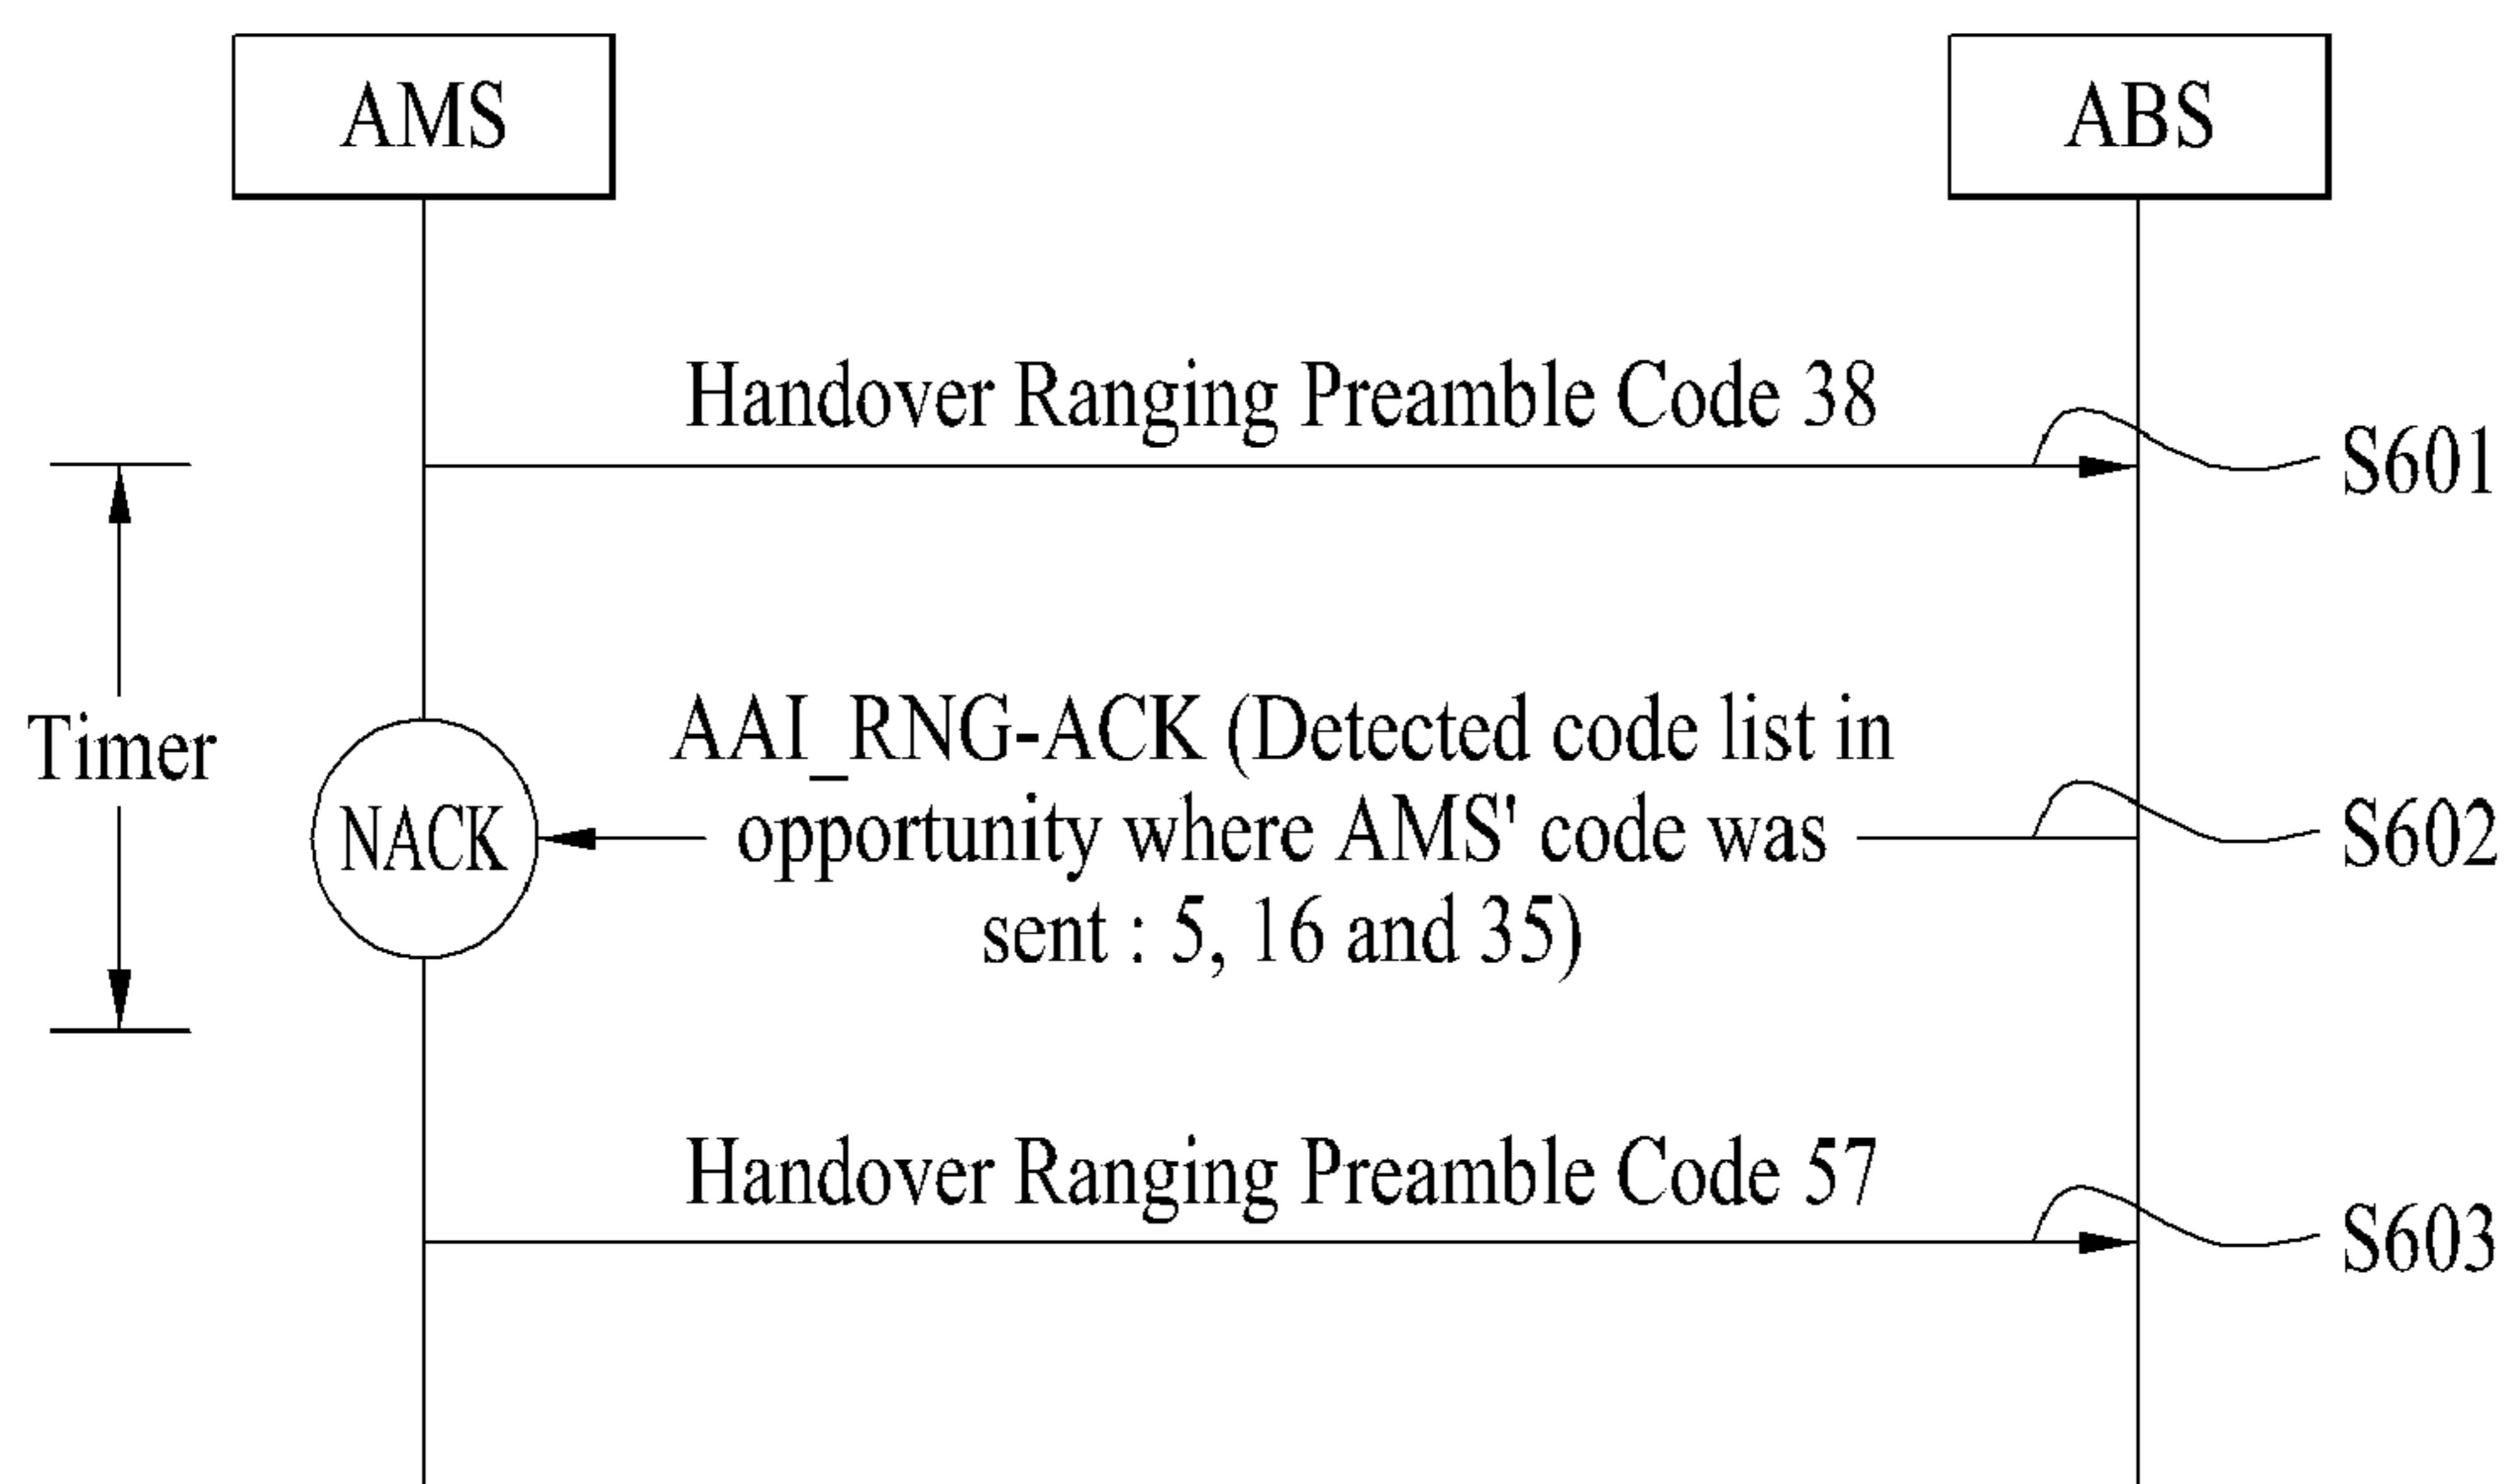 AMS
ABS
Handover Ranging Preamble Code 38
S601
Timer
NACK
AAI_RNG-ACK (Detected code list in
opportunity where AMS' code was
sent : 5, 16 and 35)
S602
Handover Ranging Preamble Code 57
S603